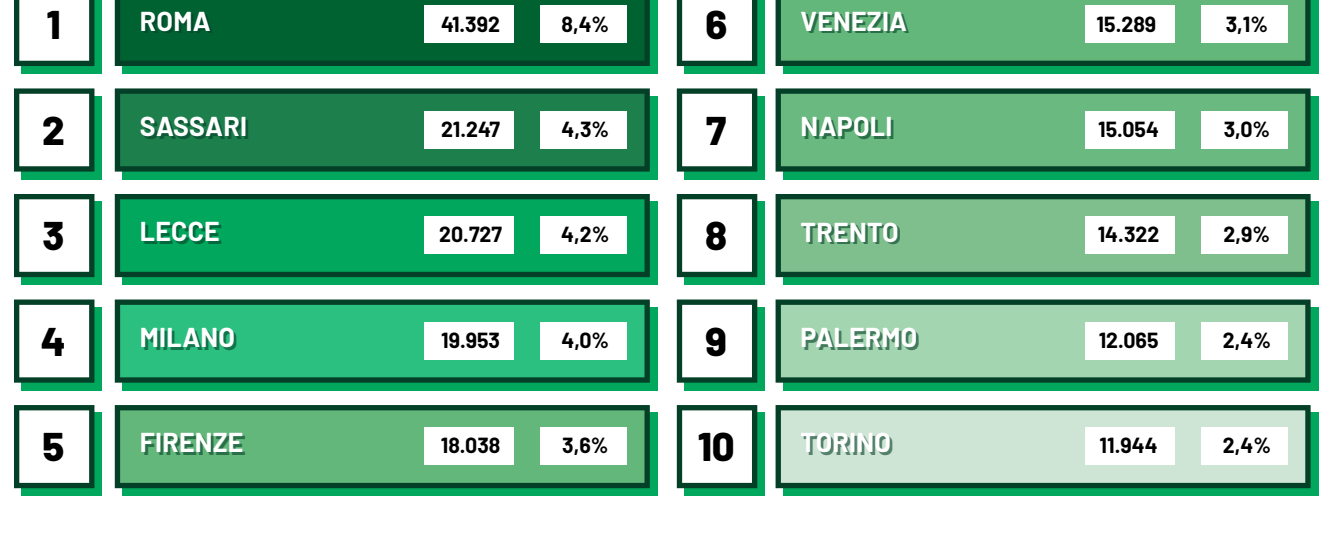 1 ROMA 41.392 8,4%
2 SASSARI 21.247 4,3%
3 LECCE 20.727 4,2%
4 MILANO 19.953 4,0%
5 FIRENZE 18.038 3,6%
6 VENEZIA 15.289 3,1%
7 NAPOLI 15.054 3,0%
8 TRENTO 14.322 2,9%
9 PALERMO 12.065 2,4%
10 TORINO 11.944 2,4%